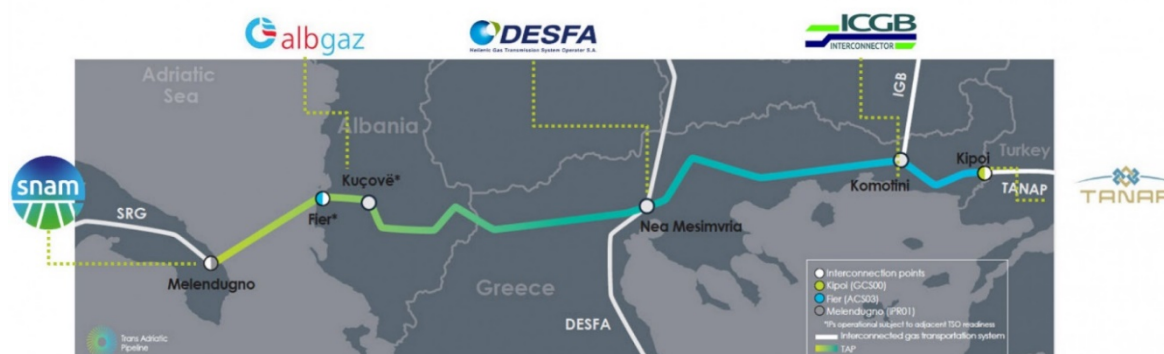 albgaz
DESFA
Hellenic Gas Transmission System Operator S.A.
ICGB
INTERCONNECTOR
Adriatic
Sea
Albania
IGB
Turkey
snam
Kuçovë*
Kipoi
Komotini
TANAP
TANAP
SRG
Fier*
Nea Mesimvria
Melendugno
Greece
DESFA
Interconnection points
Kipoi (GCS00)
Fier (ACS03)
Melendugno (IPR01)
*IPs operational subject to adjacent TSO readiness
Interconnected gas transportation system
TAP
Trans Adriatic
Pipeline